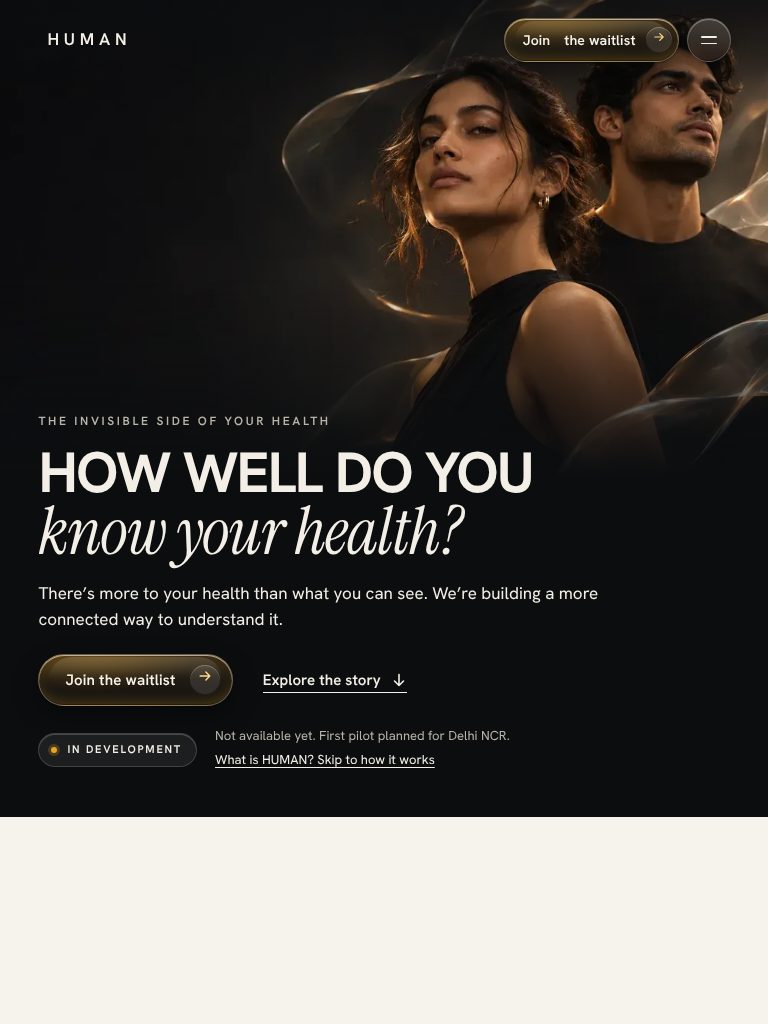 HUMAN
Join the waitlist
THE INVISIBLE SIDE OF YOUR HEALTH
HOW WELL DO YOU
know your health?
There’s more to your health than what you can see. We’re building a more
connected way to understand it.
Join the waitlist
Explore the story
IN DEVELOPMENT
Not available yet. First pilot planned for Delhi NCR.
What is HUMAN? Skip to how it works